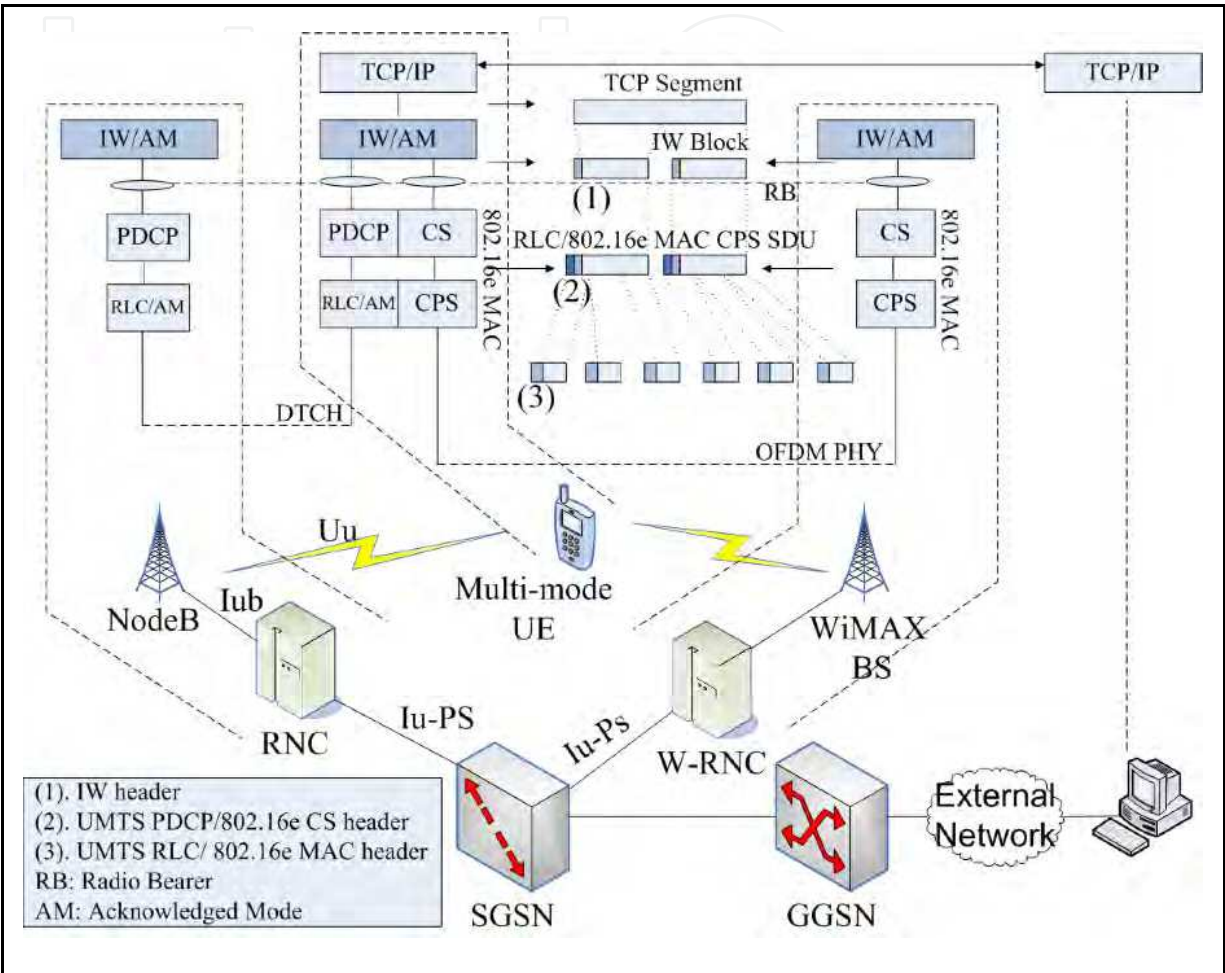 TCP/IP
TCP/IP
TCP Segment
IW/AM
IW/AM
IW Block
IW/AM
(1)
RB
PDCP
PDCP
CS
802.16e MAC
RLC/802.16e MAC CPS SDU
CS
802.16e MAC
RLC/AM
RLC/AM
CPS
(2)
CPS
(3)
DTCH
OFDM PHY
Uu
NodeB
Iub
Multi-mode
UE
WiMAX
BS
RNC
Iu-PS
Iu-Ps
W-RNC
(1). IW header
(2). UMTS PDCP/802.16e CS header
(3). UMTS RLC/ 802.16e MAC header
RB: Radio Bearer
AM: Acknowledged Mode
SGSN
GGSN
External
Network